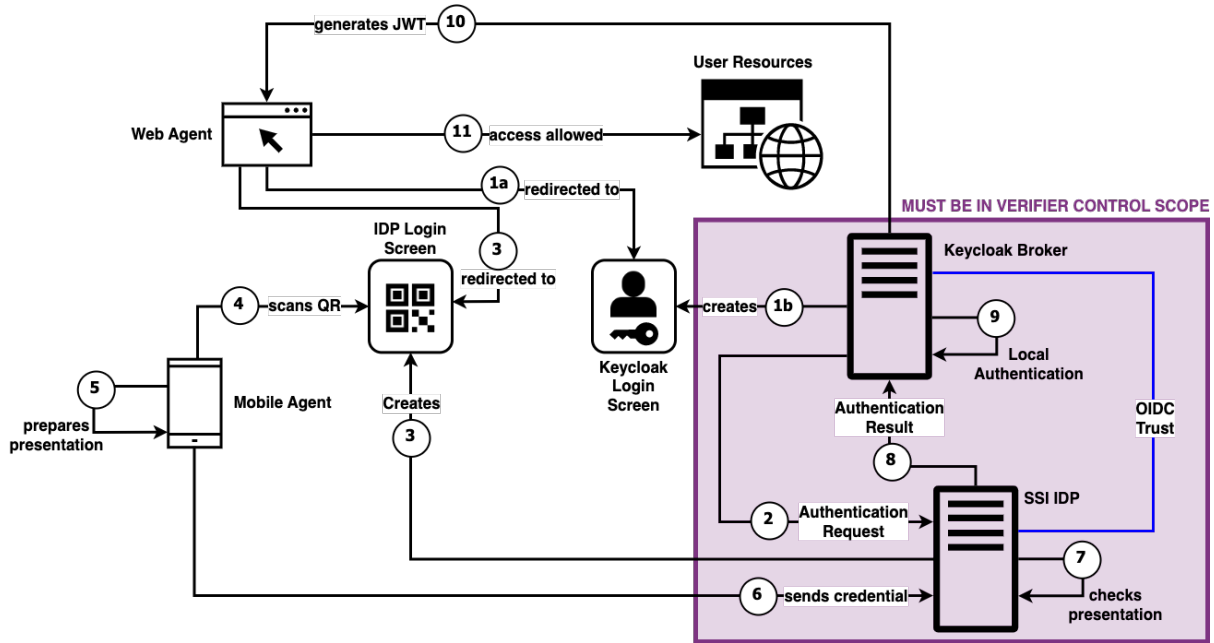 generates JWT
10
User Resources
Web Agent
11
access allowed
1a
redirected to
MUST BE IN VERIFIER CONTROL SCOPE
IDP Login
Screen
3
redirected to
Keycloak Broker
4
scans QR
creates
1b
9
Local
Authentication
Keycloak
Login
Screen
5
prepares
presentation
Mobile Agent
Creates
3
Authentication
Result
8
OIDC
Trust
SSI IDP
2
Authentication
Request
7
checks
presentation
6
sends credential